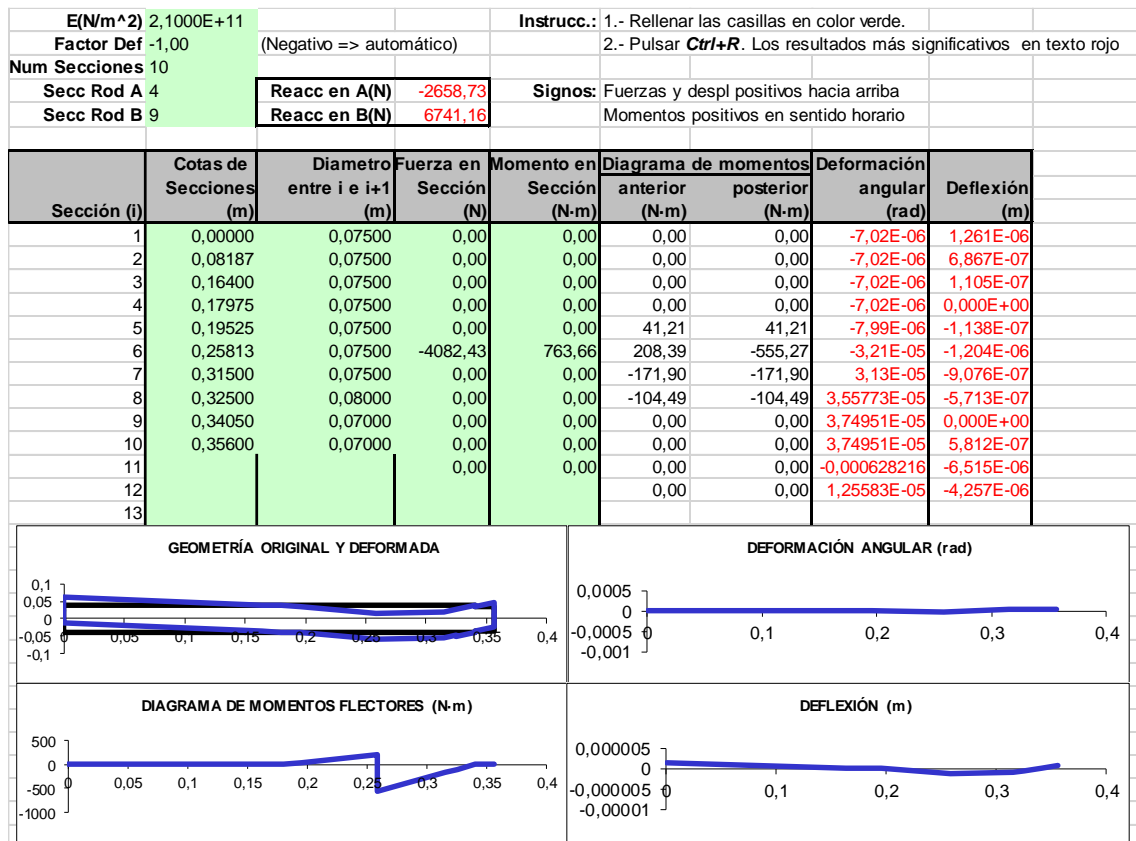 E(N/m^2) 2,1000E+11 Instrucc.: 1.- Rellenar las casillas en color verde.
Factor Def -1,00 (Negativo => automático) 2.- Pulsar Ctrl+R. Los resultados más significativos en texto rojo
Num Secciones 10
Secc Rod A 4 Reacc en A(N) -2658,73 Signos: Fuerzas y despl positivos hacia arriba
Secc Rod B 9 Reacc en B(N) 6741,16 Momentos positivos en sentido horario
Cotas de Diametro Fuerza en Momento en Diagrama de momentos Deformación
Secciones entre i e i+1 Sección Sección anterior posterior angular Deflexión
Sección (i) (m) (m) (N) (N·m) (N·m) (N·m) (rad) (m)
1 0,00000 0,07500 0,00 0,00 0,00 0,00 -7,02E-06 1,261E-06
2 0,08187 0,07500 0,00 0,00 0,00 0,00 -7,02E-06 6,867E-07
3 0,16400 0,07500 0,00 0,00 0,00 0,00 -7,02E-06 1,105E-07
4 0,17975 0,07500 0,00 0,00 0,00 0,00 -7,02E-06 0,000E+00
5 0,19525 0,07500 0,00 0,00 41,21 41,21 -7,99E-06 -1,138E-07
6 0,25813 0,07500 -4082,43 763,66 208,39 -555,27 -3,21E-05 -1,204E-06
7 0,31500 0,07500 0,00 0,00 -171,90 -171,90 3,13E-05 -9,076E-07
8 0,32500 0,08000 0,00 0,00 -104,49 -104,49 3,55773E-05 -5,713E-07
9 0,34050 0,07000 0,00 0,00 0,00 0,00 3,74951E-05 0,000E+00
10 0,35600 0,07000 0,00 0,00 0,00 0,00 3,74951E-05 5,812E-07
11 0,00 0,00 0,00 0,00 -0,000628216 -6,515E-06
12 0,00 0,00 1,25583E-05 -4,257E-06
13
GEOMETRÍA ORIGINAL Y DEFORMADA
0,1
0,05
0
-0,05
-0,1
0 0,05 0,1 0,15 0,2 0,25 0,3 0,35 0,4
DEFORMACIÓN ANGULAR (rad)
0,0005
0
-0,0005
-0,001
0 0,1 0,2 0,3 0,4
DIAGRAMA DE MOMENTOS FLECTORES (N·m)
500
0
-500
-1000
0 0,05 0,1 0,15 0,2 0,25 0,3 0,35 0,4
DEFLEXIÓN (m)
0,000005
0
-0,000005
-0,00001
0 0,1 0,2 0,3 0,4